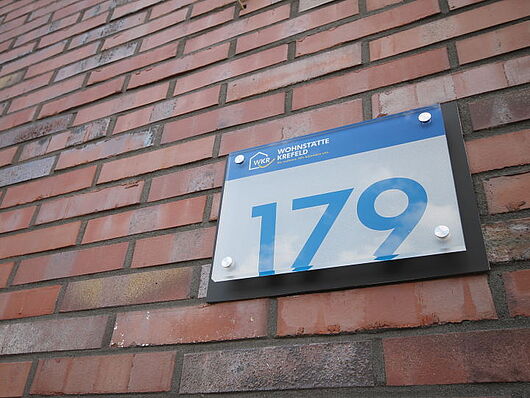 WKR
WOHNSTÄTTE
KREFELD
179